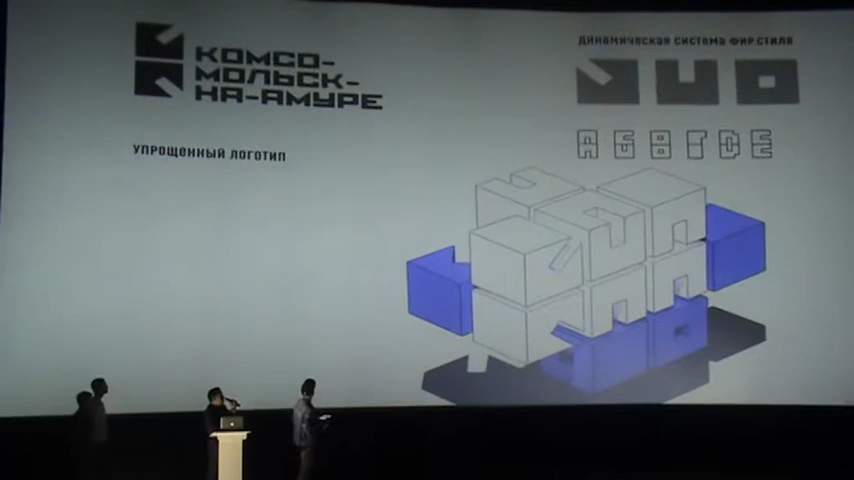 КОМСО-
МОЛЬСК-
НА-АМУРЕ
УПРОЩЕННЫЙ ЛОГОТИП
ДИНАМИЧЕСКАЯ СИСТЕМА ФИР.СТИЛЯ
АБВГДЕ